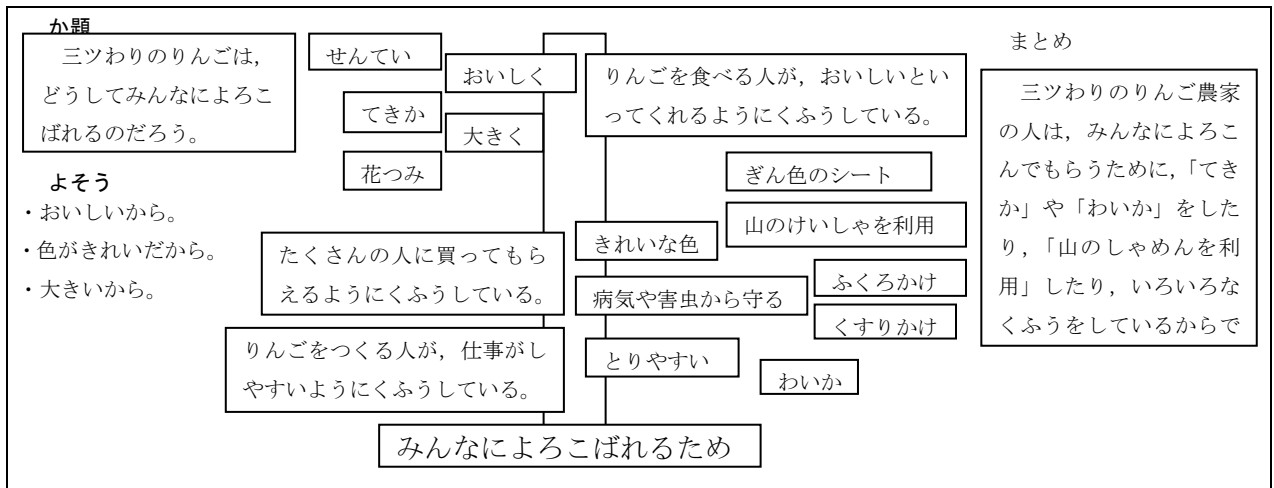 か題
三ツわりのりんごは，
どうしてみんなによろこ
ばれるのだろう。
よそう
・おいしいから。
・色がきれいだから。
・大きいから。
せんてい
おいしく
てきか
大きく
花つみ
たくさんの人に買ってもら
えるようにくふうしている。
りんごをつくる人が，仕事がし
やすいようにくふうしている。
りんごを食べる人が，おいしいとい
ってくれるようにくふうしている。
ぎん色のシート
山のけいしゃを利用
きれいな色
ふくろかけ
病気や害虫から守る
くすりかけ
とりやすい
わいか
みんなによろこばれるため
まとめ
三ツわりのりんご農家
の人は，みんなによろこ
んでもらうために，「てき
か」や「わいか」をした
り，「山のしゃめんを利
用」したり，いろいろな
くふうをしているからで